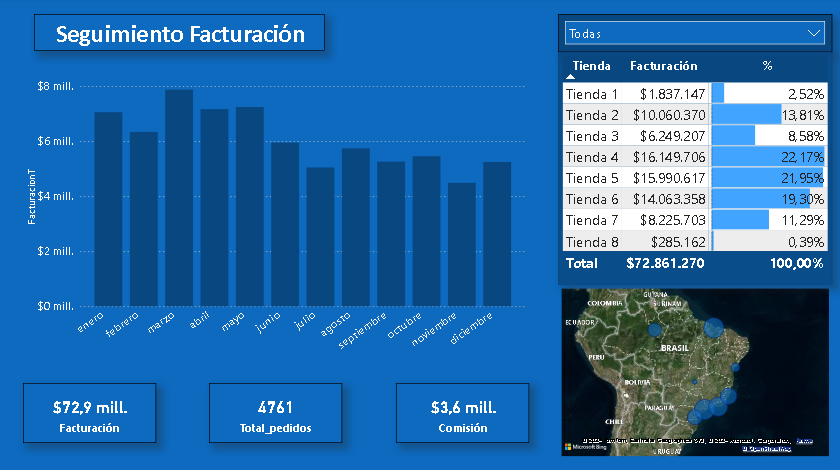 Seguimiento Facturación
Todas
Tienda Facturación %
Tienda 1 $1.837.147 2,52%
Tienda 2 $10.060.370 13,81%
Tienda 3 $6.249.207 8,58%
Tienda 4 $16.149.706 22,17%
Tienda 5 $15.990.617 21,95%
Tienda 6 $14.063.358 19,30%
Tienda 7 $8.225.703 11,29%
Tienda 8 $285.162 0,39%
Total $72.861.270 100,00%
FacturacionT
$8 mill.
$6 mill.
$4 mill.
$2 mill.
$0 mill.
enero
febrero
marzo
abril
mayo
junio
julio
agosto
septiembre
octubre
noviembre
diciembre
$72,9 mill.
Facturación
4761
Total_pedidos
$3,6 mill.
Comisión
GUYANA
COLOMBIA
SURINAM
ECUADOR
BRASIL
PERÚ
BOLIVIA
PARAGUAY
CHILE
URUGUAY
Microsoft Bing
© OpenStreetMap